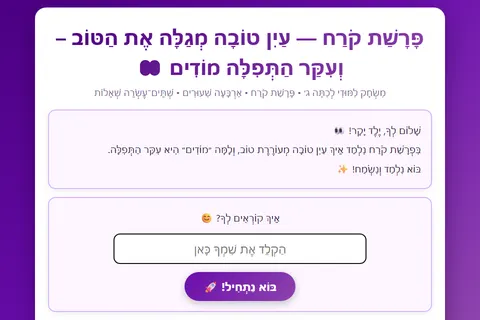 פָּרָשַׁת קֹרַח — עַיִן טוֹבָה מְגַלָּה אֶת הַטּוֹב –
וְעִקַּר הַתְּפִלָּה מוֹדִים
מִשְׂחָק לִמּוּדִי לְכִתָּה ג׳ • פָּרָשַׁת קֹרַח • אַרְבָּעָה שִׁעוּרִים • שְׁתֵּים־עֶשְׂרֵה שְׁאֵלוֹת
שָׁלוֹם לְךָ, יֶלֶד יָקָר! 👀
בְּפָרָשַׁת קֹרַח נִלְמַד אֵיךְ עַיִן טוֹבָה מְעוֹרֶרֶת טוֹב, וְלָמָּה ״מוֹדִים״ הִיא עִקַּר הַתְּפִלָּה.
בּוֹא נִלְמַד וְנִשְׂמַח! ✨
אֵיךְ קוֹרְאִים לְךָ? 😊
הַקְלֵד אֶת שִׁמְךָ כָּאן
בּוֹא נַתְחִיל! 🚀